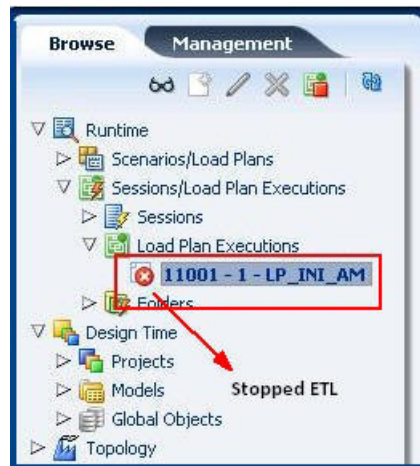 Browse Management
Runtime
Scenarios/Load Plans
Sessions/Load Plan Executions
Sessions
Load Plan Executions
11001 - 1 - LP_INI_AM
Folders
Design Time
Projects
Models Stopped ETL
Global Objects
Topology